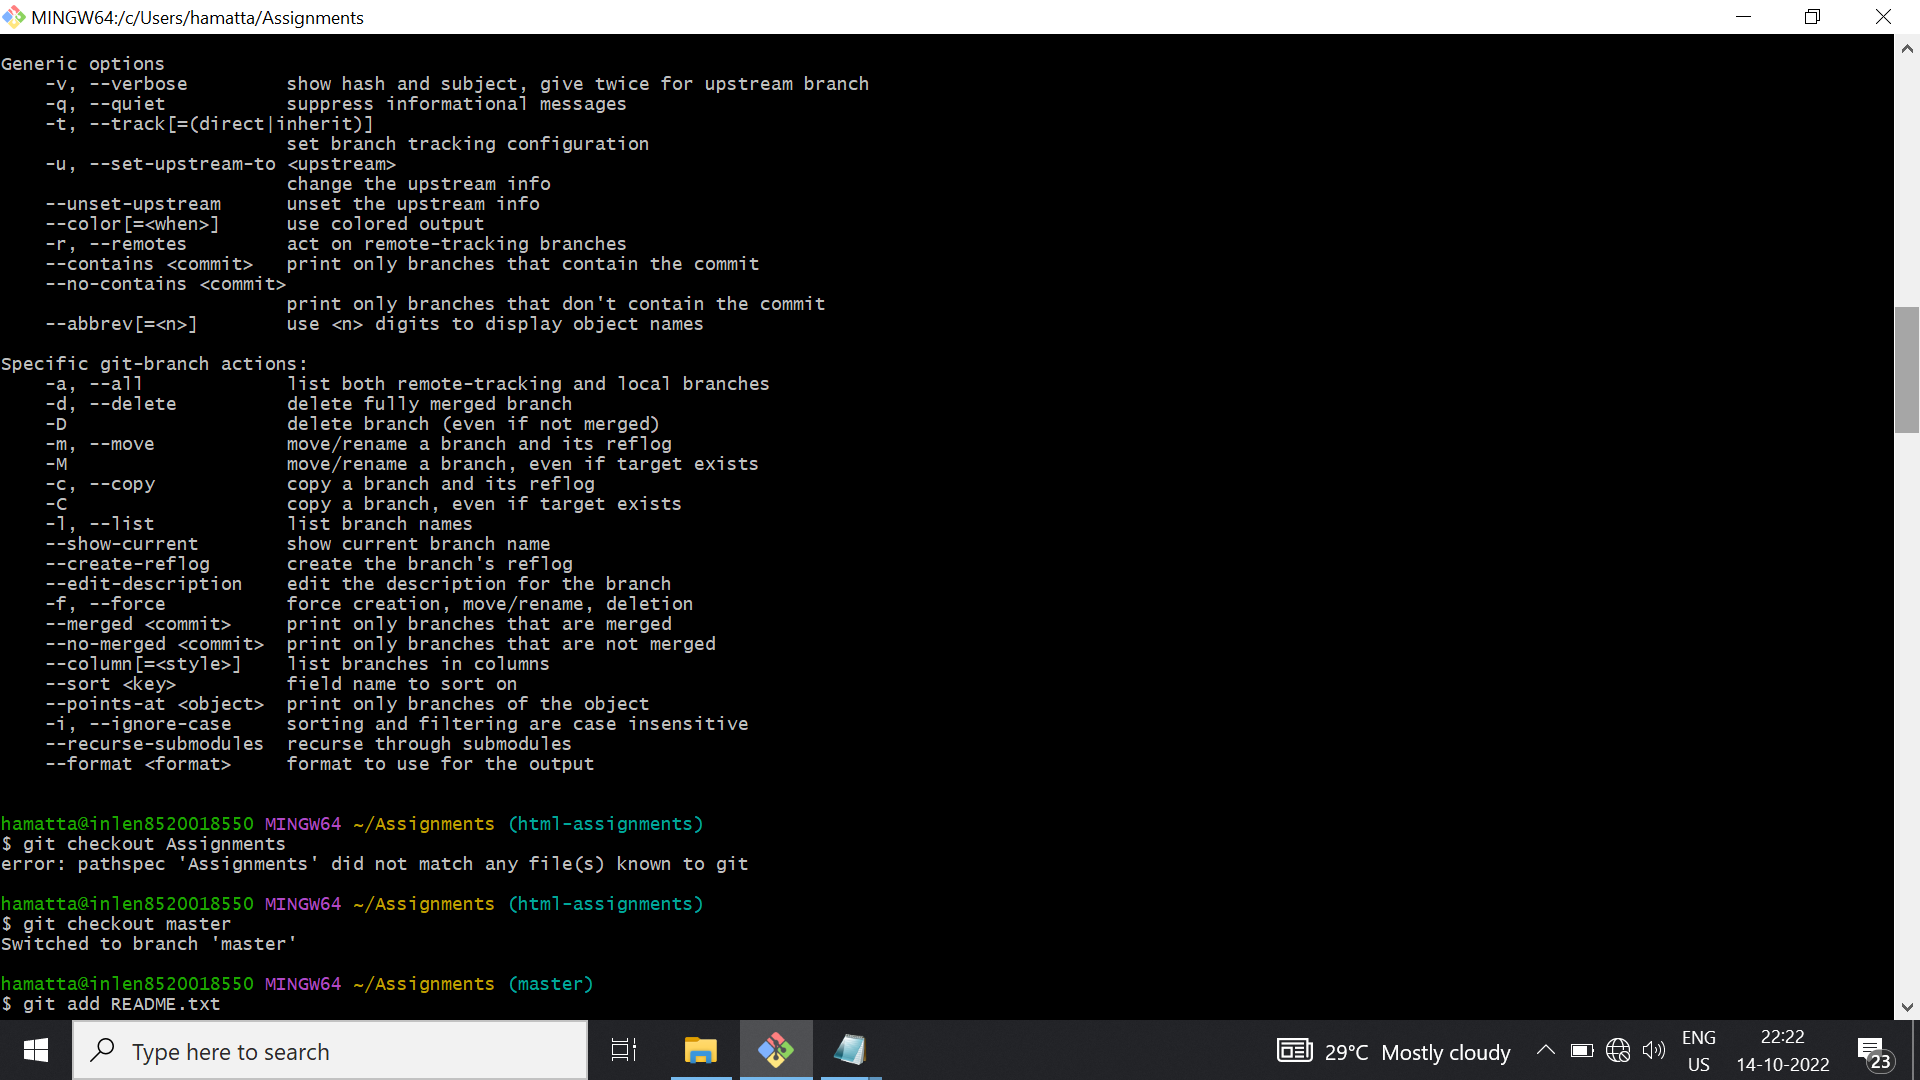 MINGW64:/c/Users/hamatta/Assignments
Generic options
-v, --verbose show hash and subject, give twice for upstream branch
-q, --quiet suppress informational messages
-t, --track[=(direct|inherit)]
set branch tracking configuration
-u, --set-upstream-to <upstream>
change the upstream info
--unset-upstream unset the upstream info
--color[=<when>] use colored output
-r, --remotes act on remote-tracking branches
--contains <commit> print only branches that contain the commit
--no-contains <commit>
print only branches that don't contain the commit
--abbrev[=<n>] use <n> digits to display object names
Specific git-branch actions:
-a, --all list both remote-tracking and local branches
-d, --delete delete fully merged branch
-D delete branch (even if not merged)
-m, --move move/rename a branch and its reflog
-M move/rename a branch, even if target exists
-c, --copy copy a branch and its reflog
-C copy a branch, even if target exists
-l, --list list branch names
--show-current show current branch name
--create-reflog create the branch's reflog
--edit-description edit the description for the branch
-f, --force force creation, move/rename, deletion
--merged <commit> print only branches that are merged
--no-merged <commit> print only branches that are not merged
--column[=<style>] list branches in columns
--sort <key> field name to sort on
--points-at <object> print only branches of the object
-i, --ignore-case sorting and filtering are case insensitive
--recurse-submodules recurse through submodules
--format <format> format to use for the output
hamatta@inlen8520018550 MINGW64 ~/Assignments (html-assignments)
$ git checkout Assignments
error: pathspec 'Assignments' did not match any file(s) known to git
hamatta@inlen8520018550 MINGW64 ~/Assignments (html-assignments)
$ git checkout master
Switched to branch 'master'
hamatta@inlen8520018550 MINGW64 ~/Assignments (master)
$ git add README.txt
Type here to search
29°C Mostly cloudy
ENG
US
22:22
14-10-2022
23